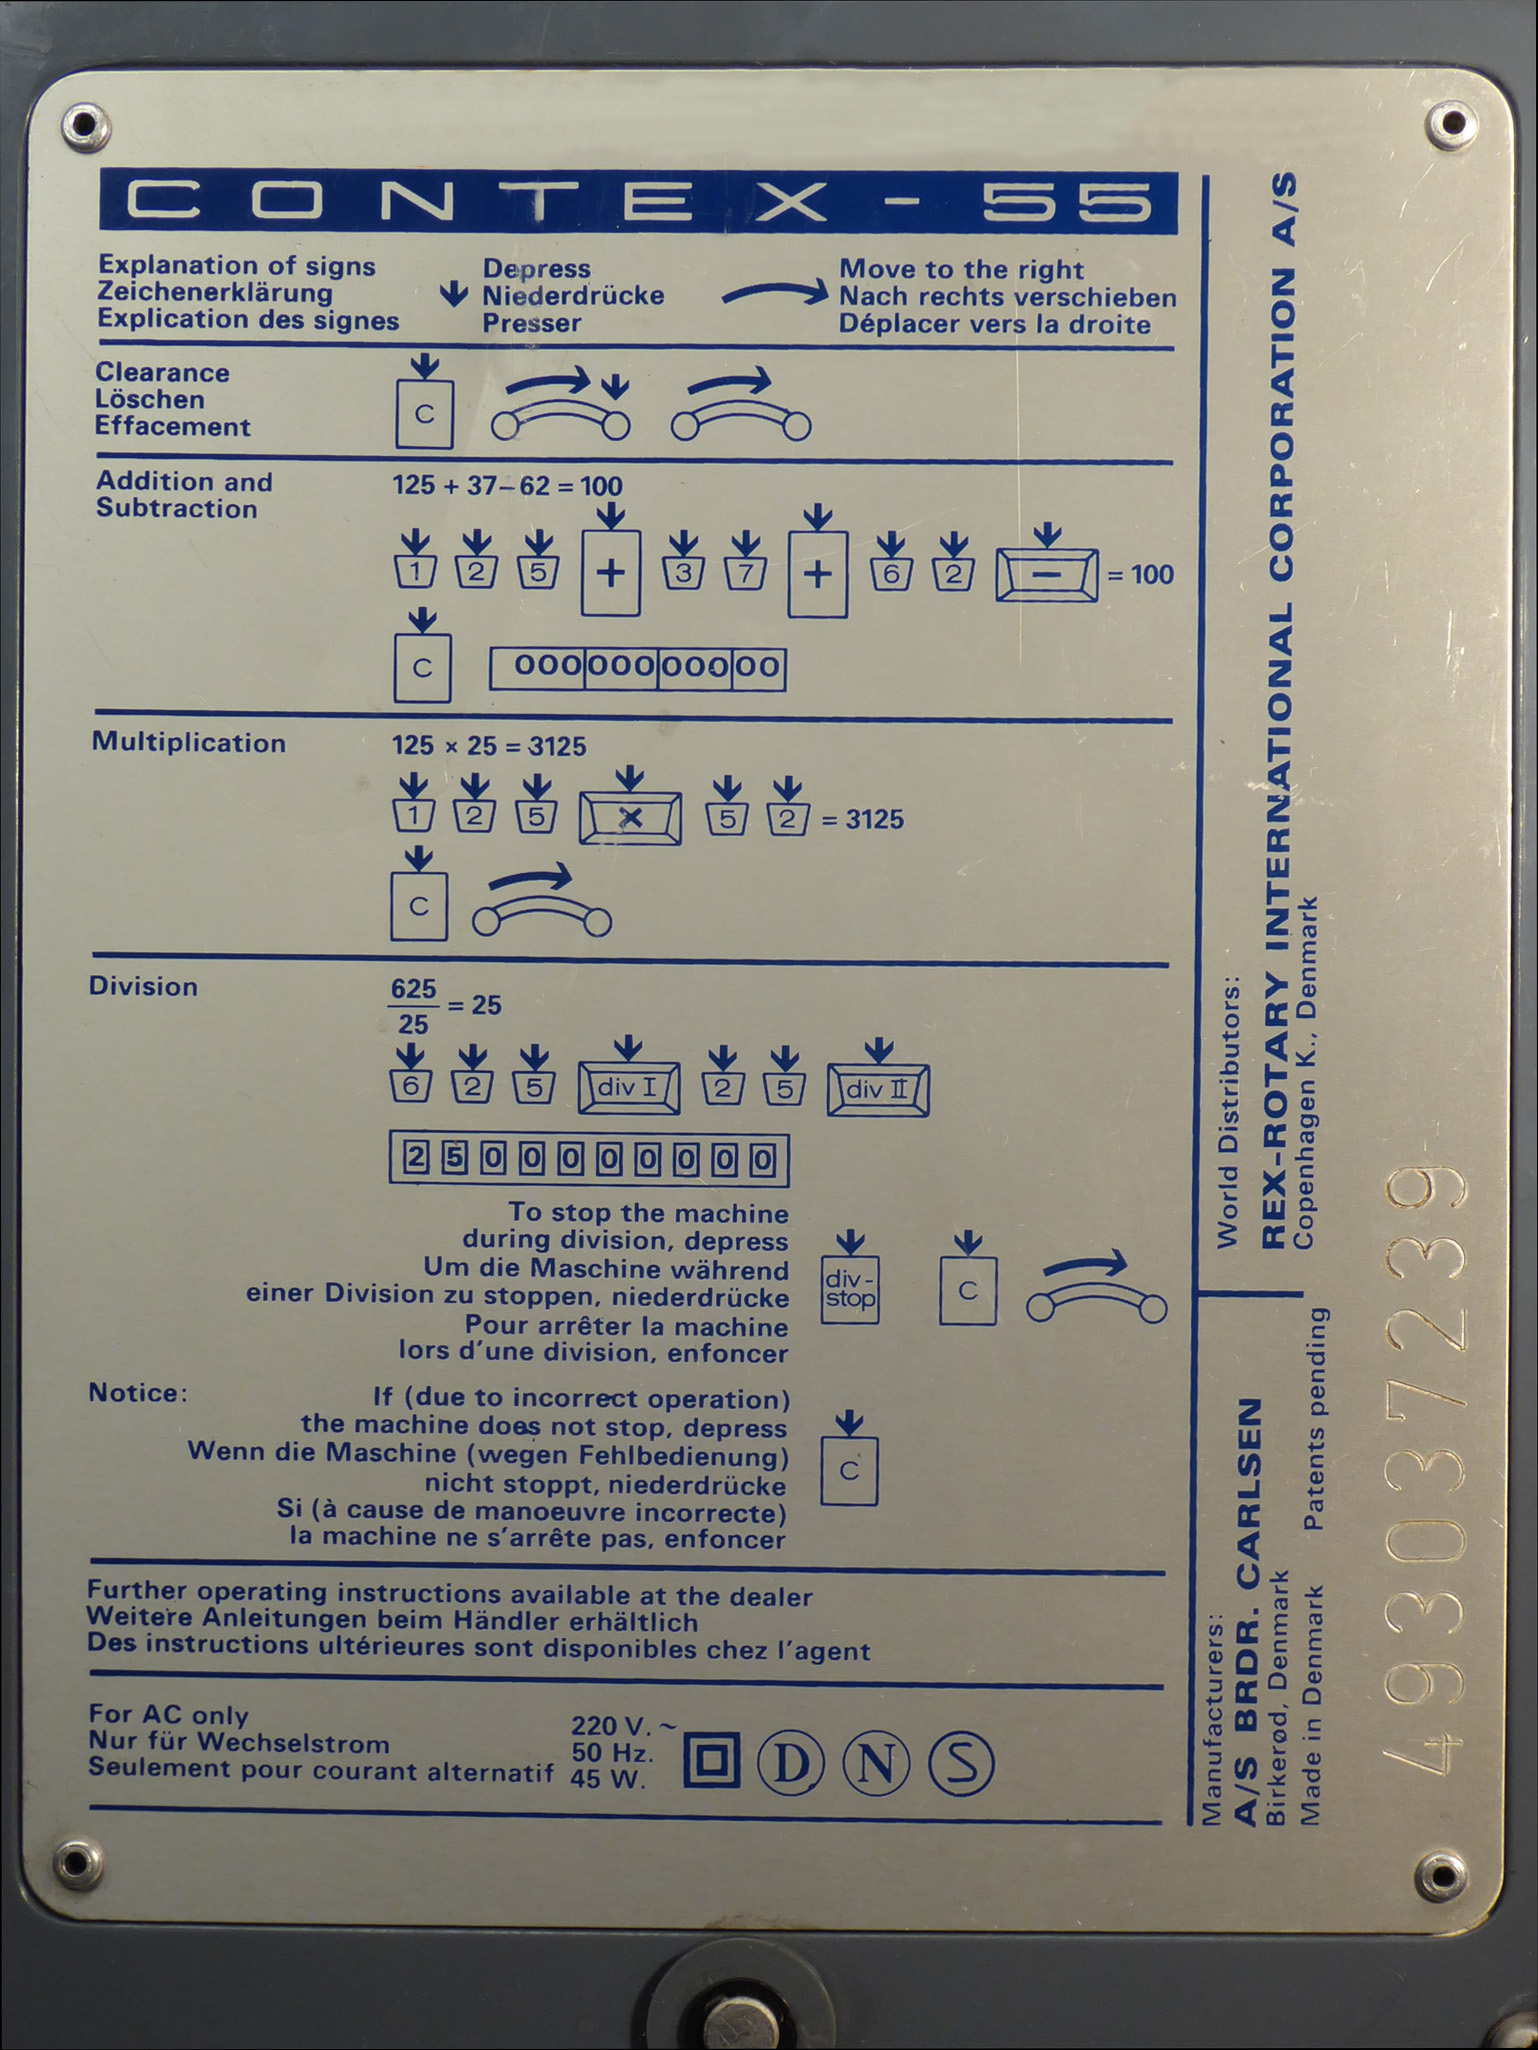 CONTEX-55
Explanation of signs
Zeichenerklärung
Explication des signes
Depress
Niederdrücke
Presser
Move to the right
Nach rechts verschieben
Déplacer vers la droite
Clearance
Löschen
Effacement
C
Addition and
Subtraction
125 + 37 – 62 = 100
1 2 5 + 3 7 + 6 2 – = 100
C 00000000000
Multiplication
125 × 25 = 3125
1 2 5 × 5 2 = 3125
C
Division
625
25
= 25
6 2 5 div I 2 5 div II
2 5 0 0 0 0 0 0 0 0
To stop the machine
during division, depress
Um die Maschine während
einer Division zu stoppen, niederdrücke
Pour arrêter la machine
lors d'une division, enfoncer
div-
stop
C
Notice:
If (due to incorrect operation)
the machine does not stop, depress
Wenn die Maschine (wegen Fehlbedienung)
nicht stoppt, niederdrücke
Si (à cause de manoeuvre incorrecte)
la machine ne s'arrête pas, enfoncer
C
Further operating instructions available at the dealer
Weitere Anleitungen beim Händler erhältlich
Des instructions ultérieures sont disponibles chez l'agent
For AC only
Nur für Wechselstrom
Seulement pour courant alternatif
220 V. ~
50 Hz.
45 W.
D N S
World Distributors:
REX-ROTARY INTERNATIONAL CORPORATION A/S
Copenhagen K., Denmark
Manufacturers:
A/S BRDR. CARLSEN
Birkerød, Denmark
Made in Denmark Patents pending
493037239